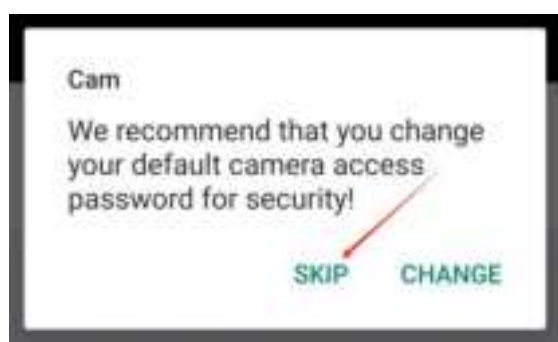 Cam
We recommend that you change
your default camera access
password for security!
SKIP CHANGE